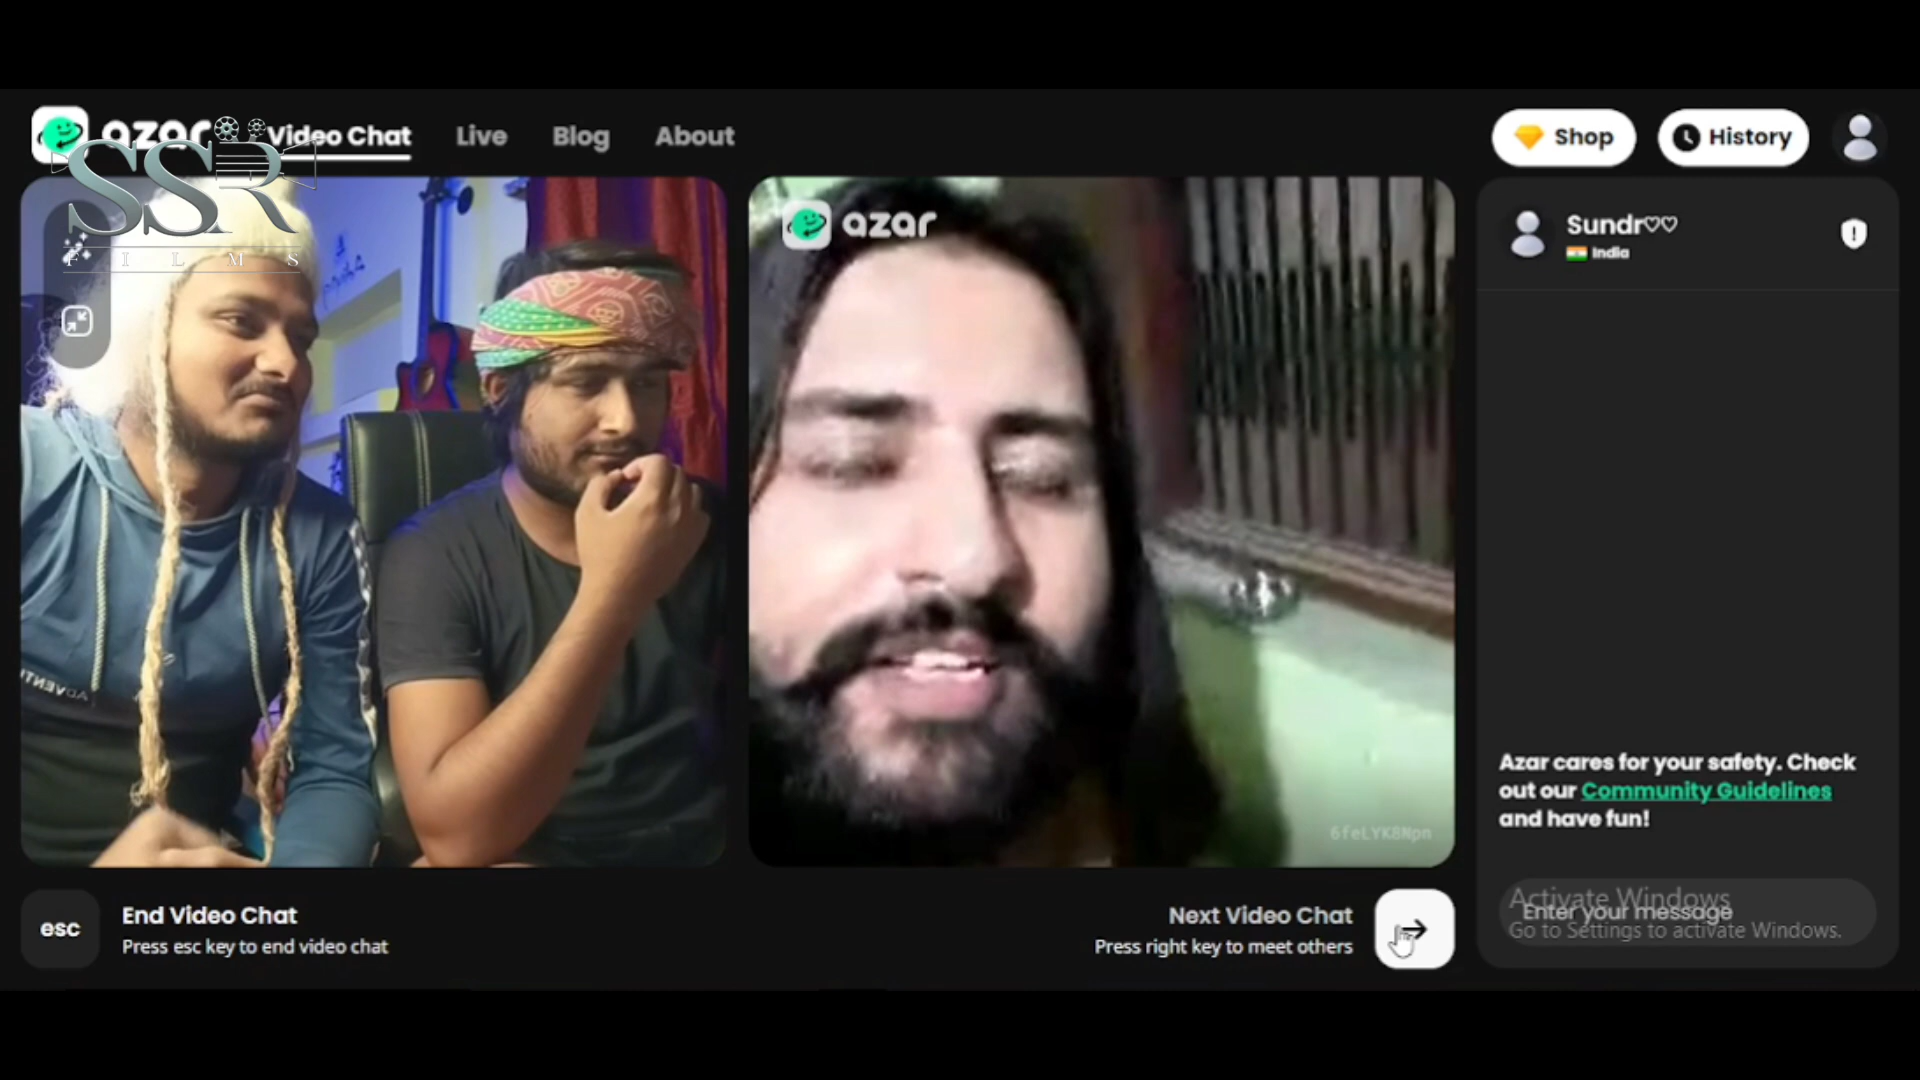 azar
Video Chat
Live
Blog
About
Shop
History
SSR
FILMS
azar
Sundr♡♡
India
ADVENT
6feLYK8Npn
Azar cares for your safety. Check
out our Community Guidelines
and have fun!
Activate Windows
Enter your message
Go to Settings to activate Windows.
esc
End Video Chat
Press esc key to end video chat
Next Video Chat
Press right key to meet others